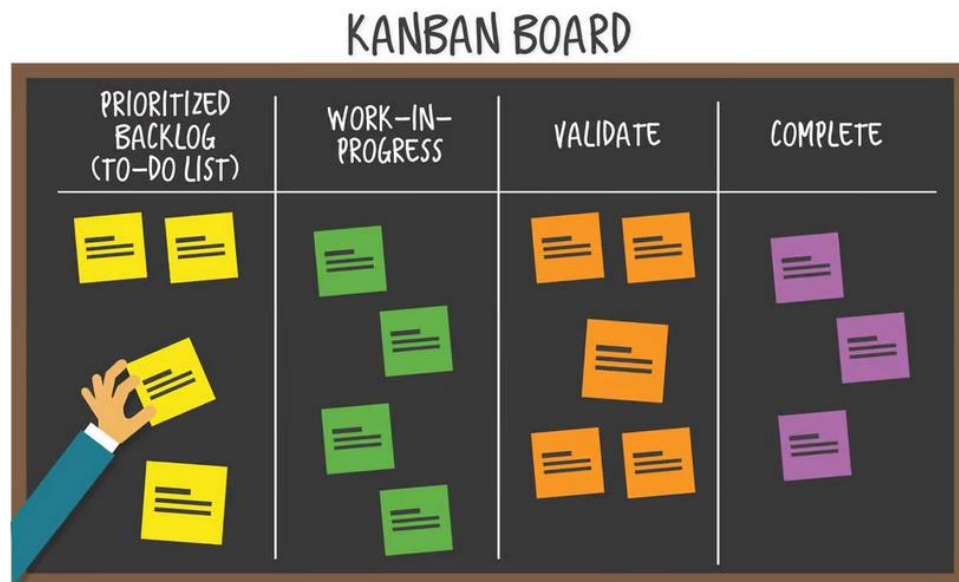 KANBAN BOARD
PRIORITIZED
BACKLOG
(TO-DO LIST)
WORK-IN-
PROGRESS
VALIDATE
COMPLETE